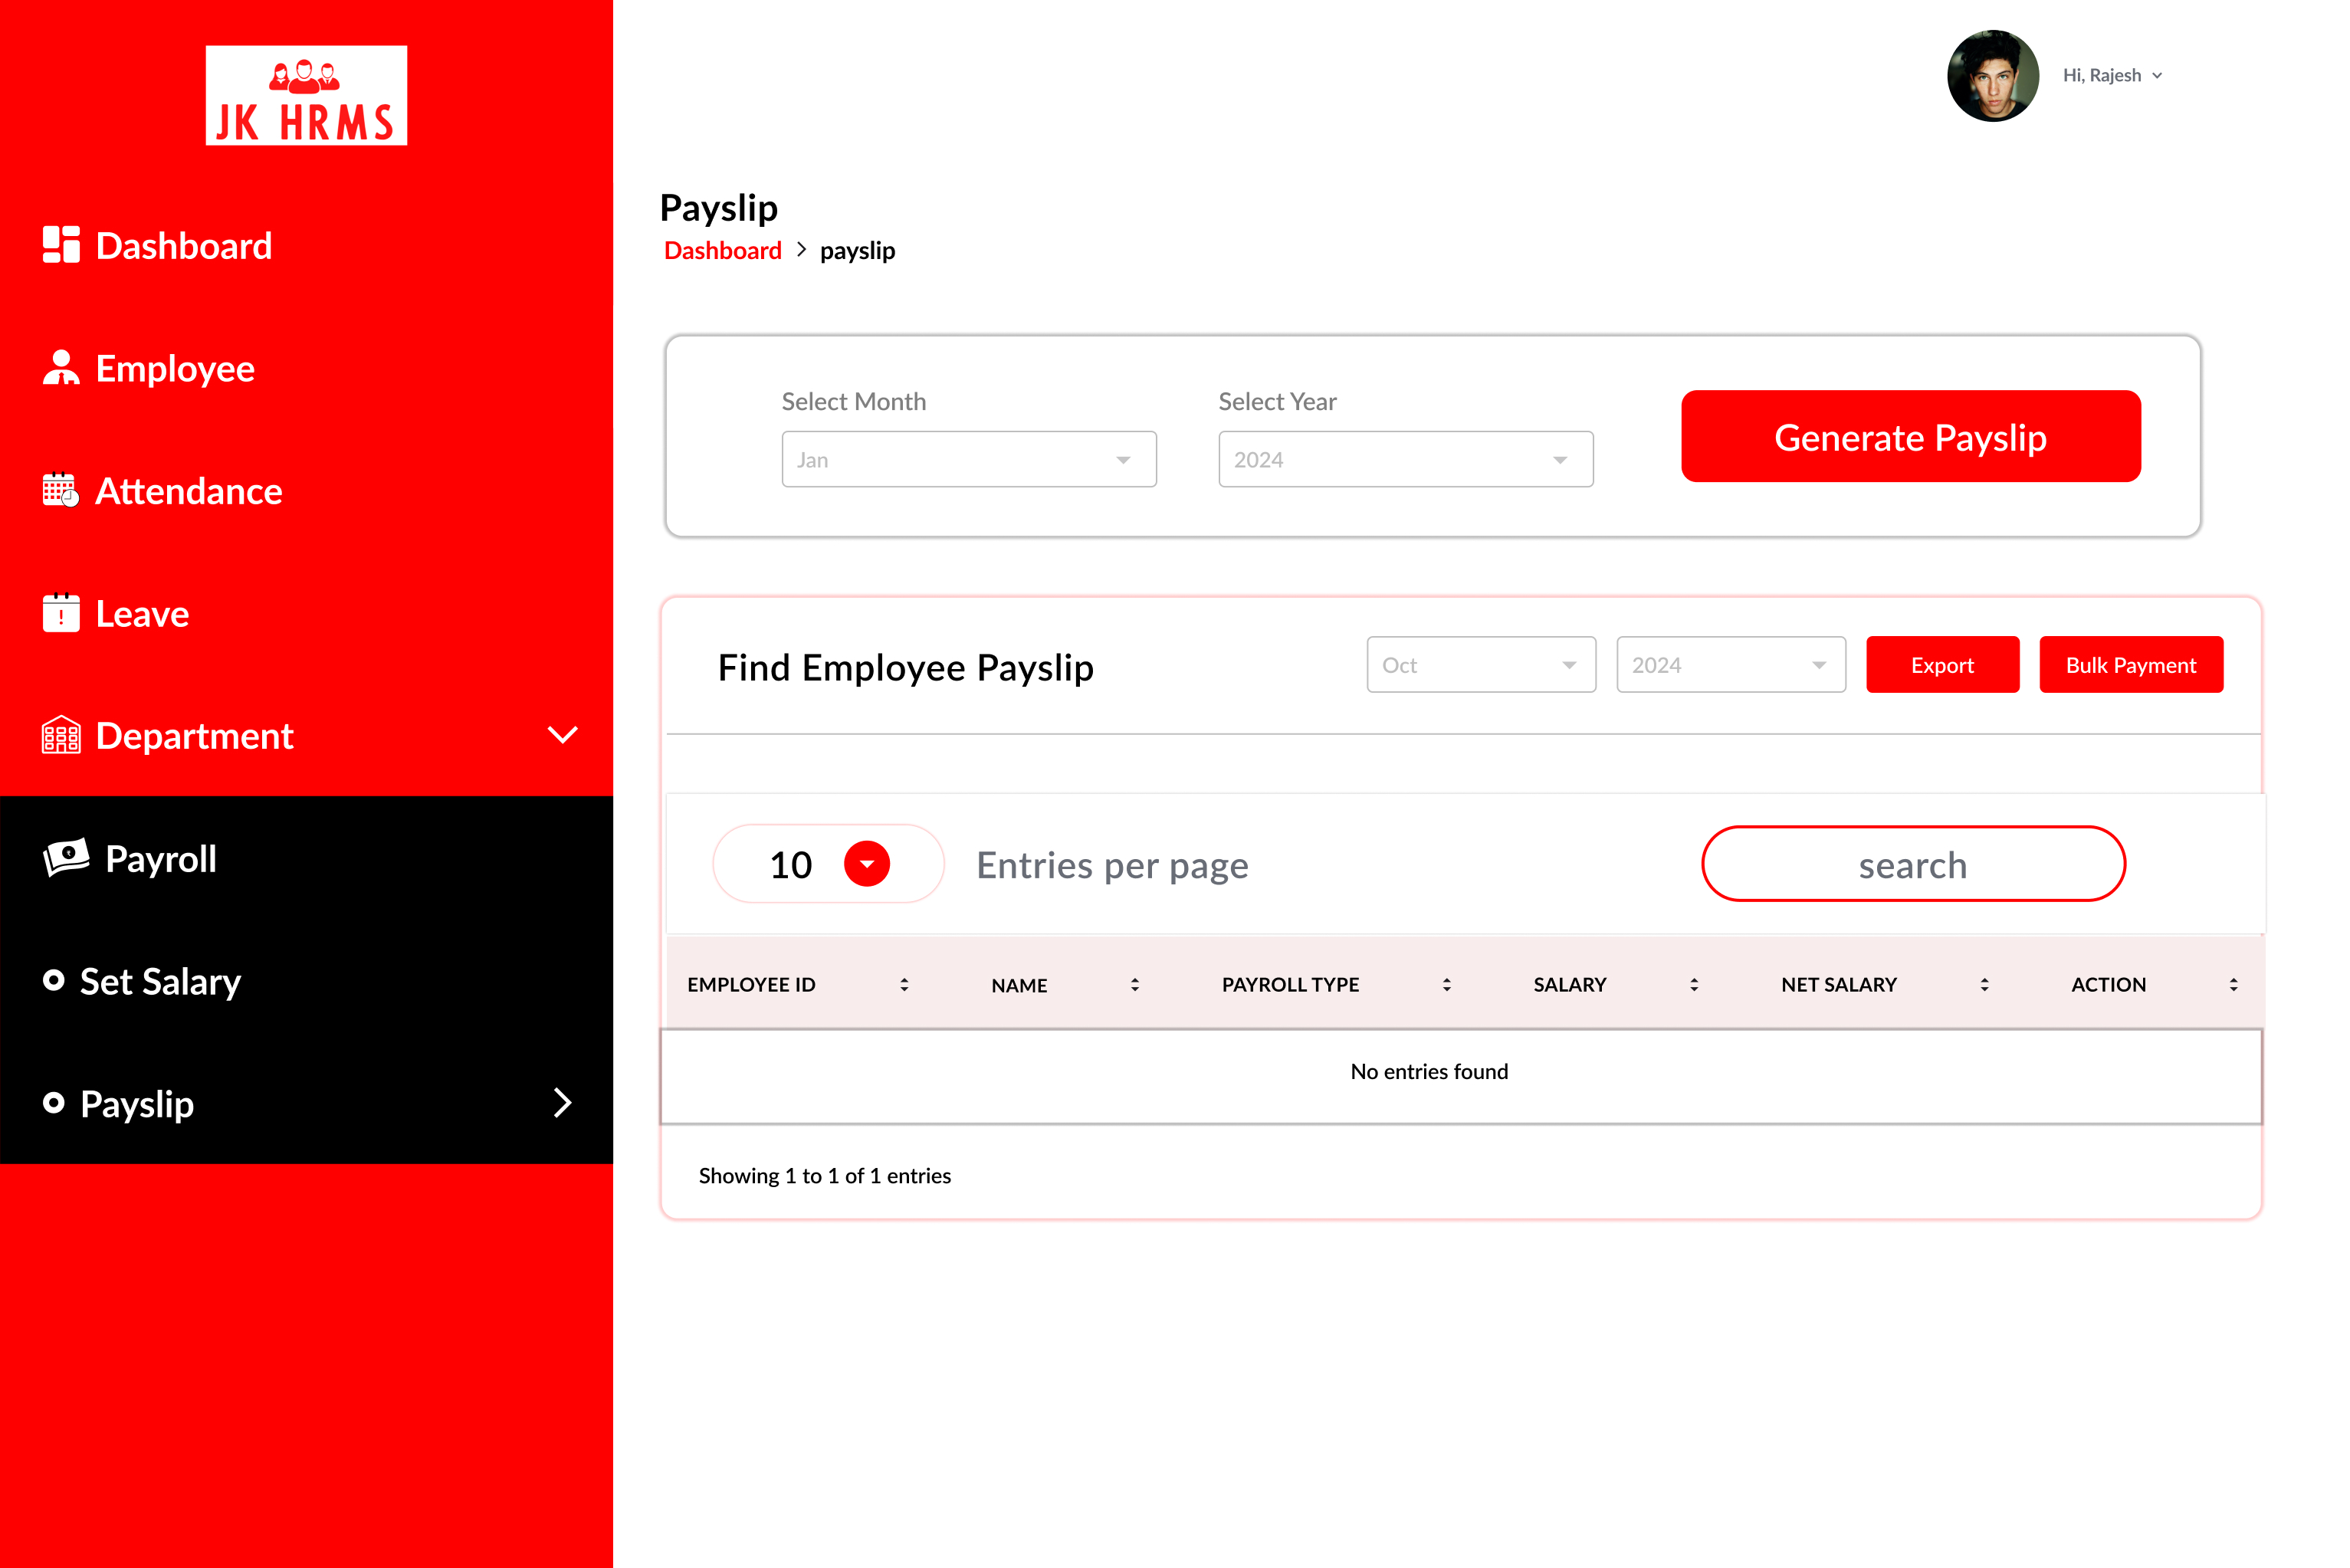 JK HRMS
Hi, Rajesh
Dashboard
Employee
Attendance
Leave
Department
Payroll
Set Salary
Payslip
Payslip
Dashboard > payslip
Select Month
Select Year
Jan
2024
Generate Payslip
Find Employee Payslip
Oct
2024
Export
Bulk Payment
10
Entries per page
search
EMPLOYEE ID
NAME
PAYROLL TYPE
SALARY
NET SALARY
ACTION
No entries found
Showing 1 to 1 of 1 entries